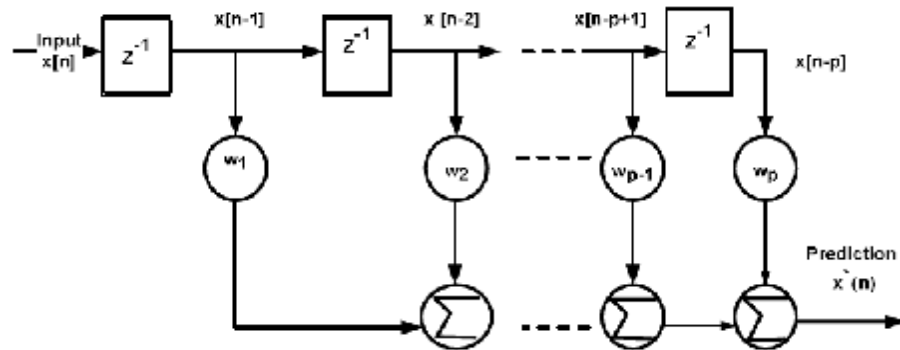 x[n-1]
x [n-2]
x[n-p+1]
Input
x[n]
z-1
z-1
z-1
x[n-p]
w1
w2
wp-1
wp
Prediction
x`(n)
Σ
Σ
Σ